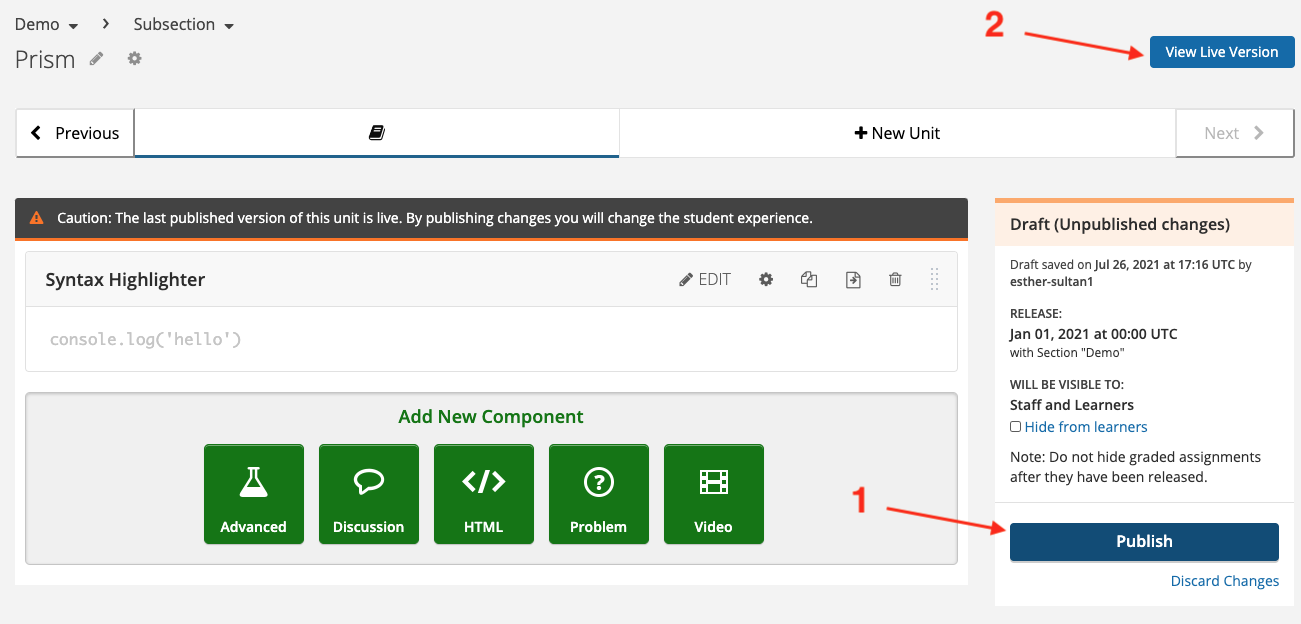 Demo
Subsection
2
View Live Version
Prism
Previous
New Unit
Next
Caution: The last published version of this unit is live. By publishing changes you will change the student experience.
Syntax Highlighter
EDIT
console.log('hello')
Add New Component
Advanced
Discussion
HTML
Problem
Video
Draft (Unpublished changes)
Draft saved on Jul 26, 2021 at 17:16 UTC by
esther-sultan1
RELEASE:
Jan 01, 2021 at 00:00 UTC
with Section "Demo"
WILL BE VISIBLE TO:
Staff and Learners
Hide from learners
Note: Do not hide graded assignments
after they have been released.
1
Publish
Discard Changes